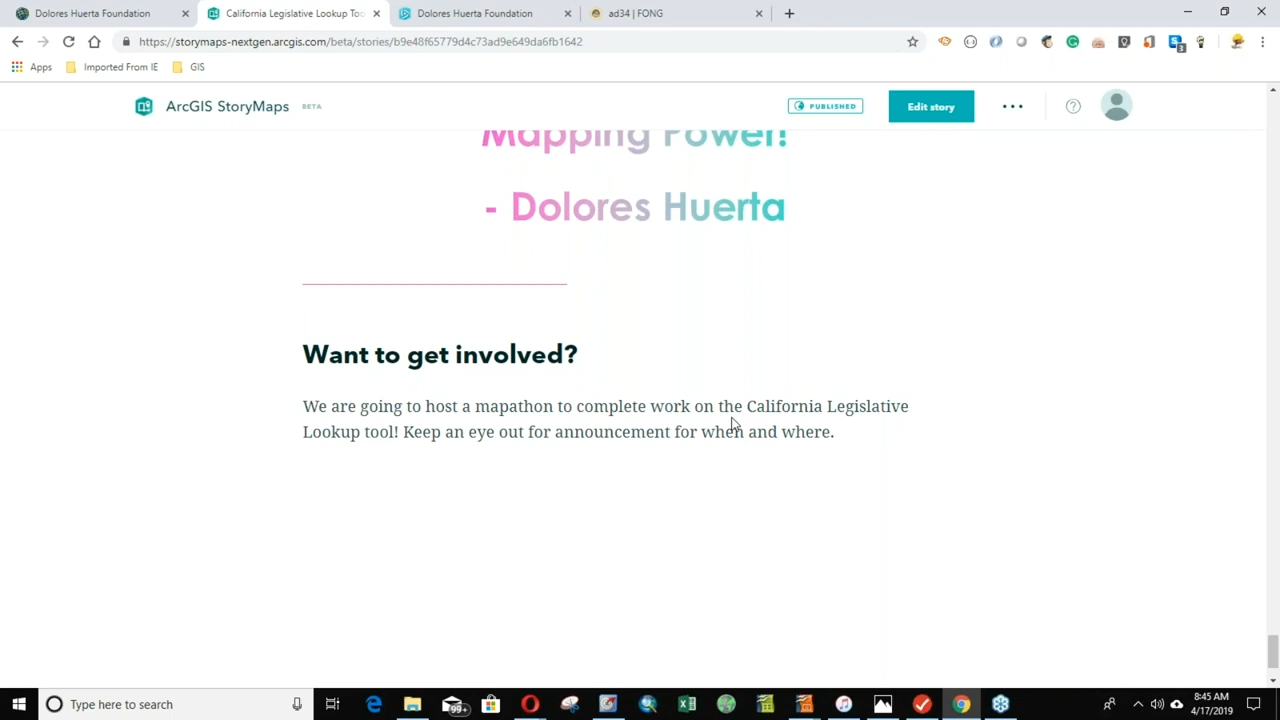 Dolores Huerta Foundation
California Legislative Lookup Too
Dolores Huerta Foundation
ad34 | FONG
https://storymaps-nextgen.arcgis.com/beta/stories/b9e48f65779d4c73ad9e649da6fb1642
3
Apps
Imported From IE
GIS
ArcGIS StoryMaps BETA
PUBLISHED
Edit story
Mapping Power!
- Dolores Huerta
Want to get involved?
We are going to host a mapathon to complete work on the California Legislative
Lookup tool! Keep an eye out for announcement for when and where.
Type here to search
99+
8:45 AM
4/17/2019